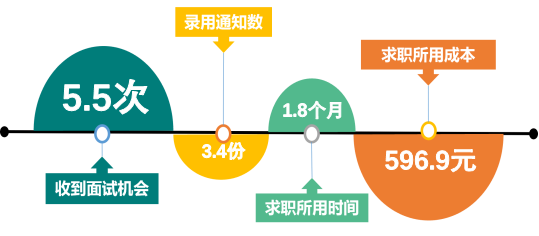 录用通知数
求职所用成本
5.5次
1.8个月
3.4份
596.9元
收到面试机会
求职所用时间